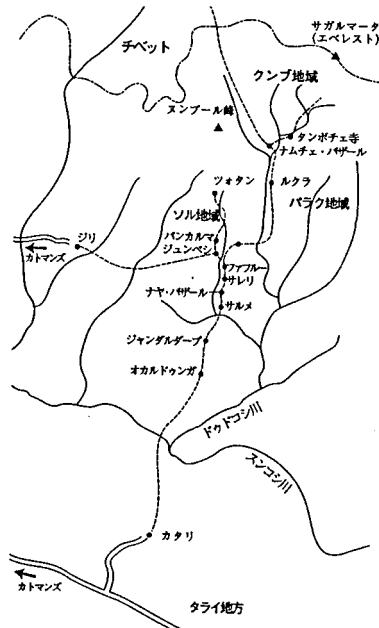 サガルマータ
(エベレスト)
チベット
クンブ地域
ヌンブール峰
タンボチェ寺
ナムチェ・バザール
ツォタン
ルクラ
ソル地域
パラク地域
ジリ
パンカルマ
ジュンベシ
カトマンズ
ファプルー
サレリ
ナヤ・バザール
サルメ
ジャンダルダープ
オカルドゥンガ
ドゥドコシ川
スンコシ川
カタリ
カトマンズ
タライ地方